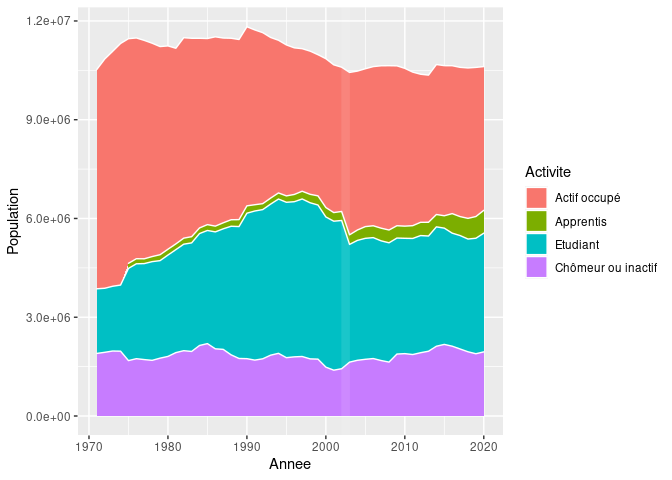 1.2e+07
9.0e+06
6.0e+06
3.0e+06
0.0e+00
Population
1970 1980 1990 2000 2010 2020
Annee
Activite
Actif occupé
Apprentis
Etudiant
Chômeur ou inactif